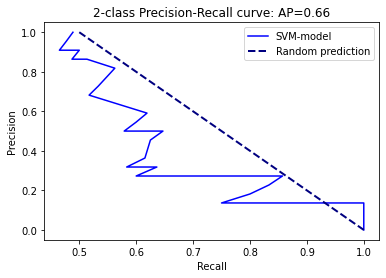 2-class Precision-Recall curve: AP=0.66
SVM-model
Random prediction
Precision
1.0
0.8
0.6
0.4
0.2
0.0
0.5
0.6
0.7
0.8
0.9
1.0
Recall